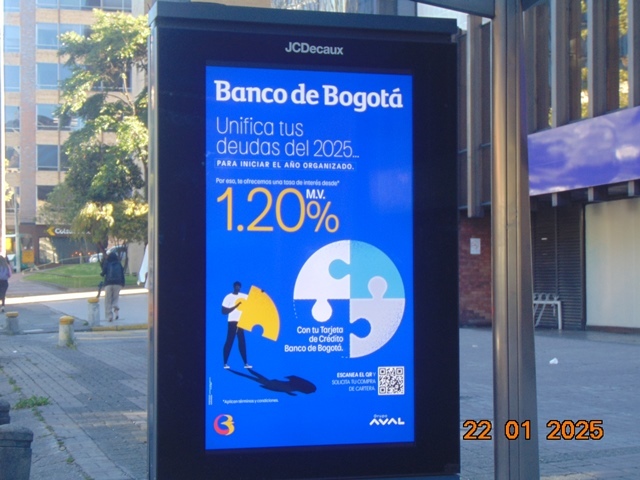 JCDecaux
Banco de Bogotá
Unifica tus
deudas del 2025...
PARA INICIAR EL AÑO ORGANIZADO.
Por eso, te ofrecemos una tasa de interés desde*
1.20% M.V.
Con tu Tarjeta
de Crédito
Banco de Bogotá.
ESCANEA EL QR Y
SOLICITA TU COMPRA
DE CARTERA.
*Aplican términos y condiciones.
Grupo
AVAL
22 01 2025